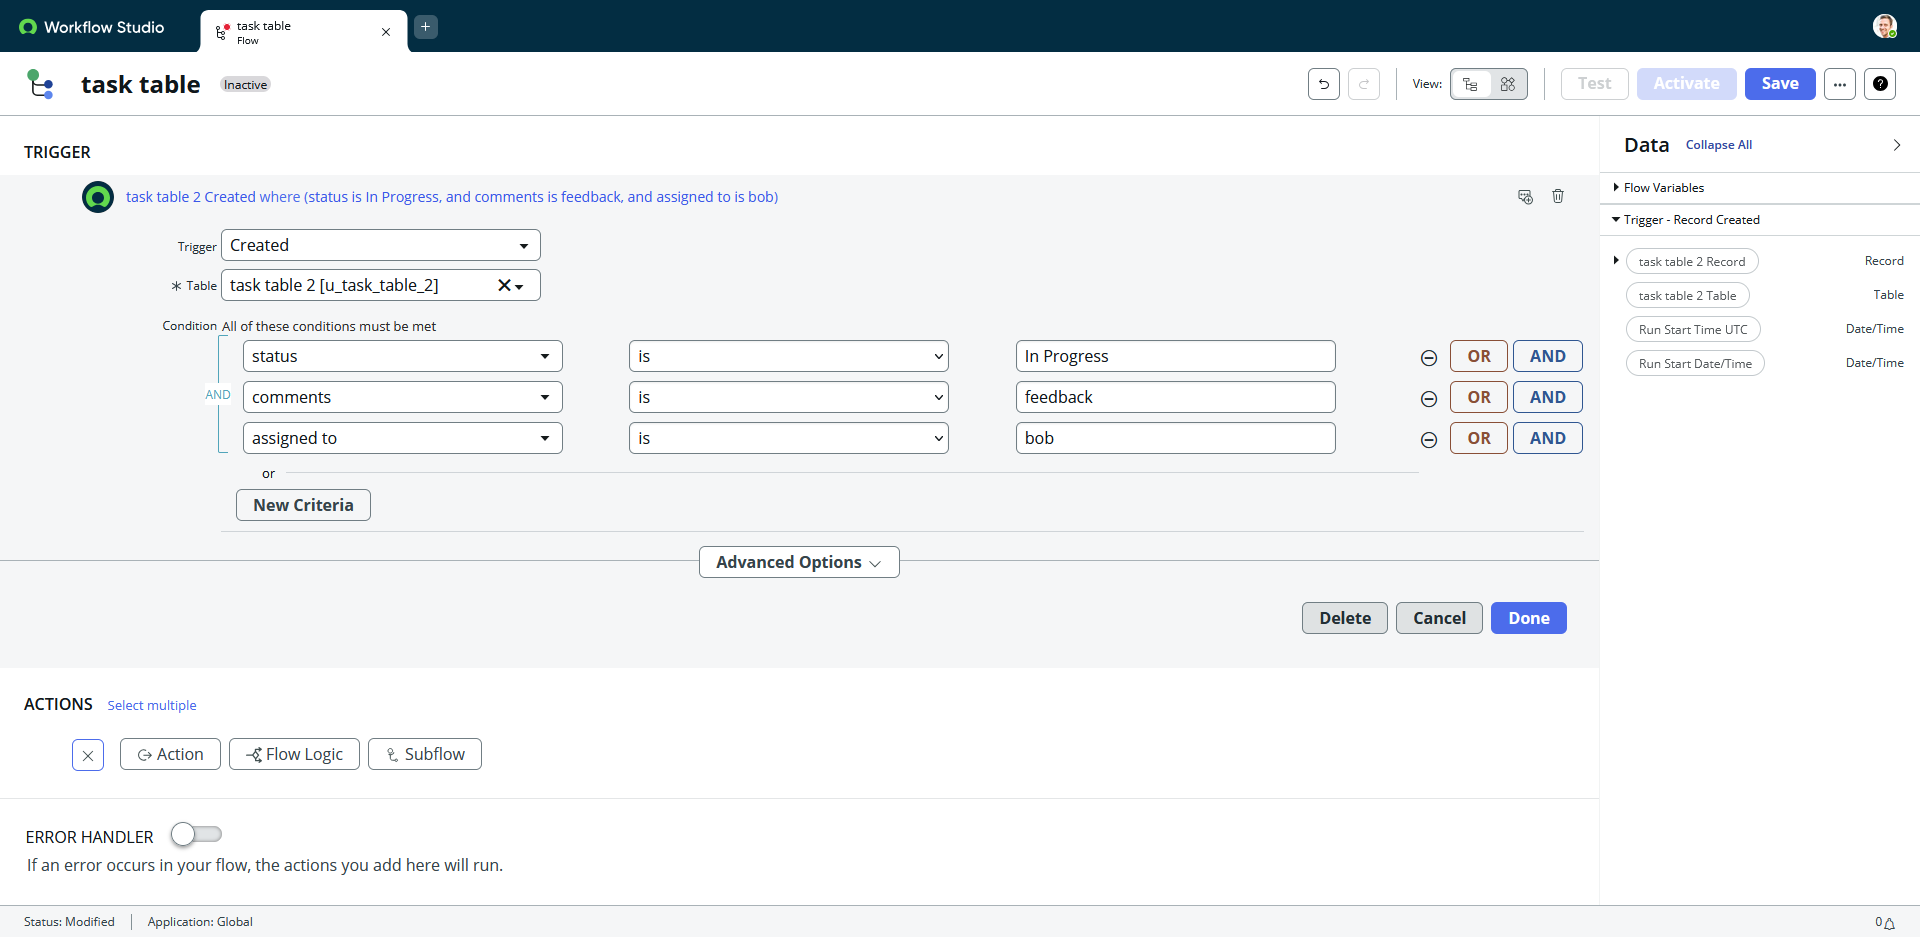 Workflow Studio
task table
Flow
task table
Inactive
View:
Test
Activate
Save
TRIGGER
task table 2 Created where (status is In Progress, and comments is feedback, and assigned to is bob)
Trigger
Created
* Table
task table 2 [u_task_table_2]
Condition
All of these conditions must be met
status
is
In Progress
OR
AND
AND
comments
is
feedback
OR
AND
assigned to
is
bob
OR
AND
or
New Criteria
Advanced Options
Delete
Cancel
Done
ACTIONS
Select multiple
Action
Flow Logic
Subflow
ERROR HANDLER
If an error occurs in your flow, the actions you add here will run.
Data
Collapse All
Flow Variables
Trigger - Record Created
task table 2 Record
Record
task table 2 Table
Table
Run Start Time UTC
Date/Time
Run Start Date/Time
Date/Time
Status: Modified
Application: Global
0